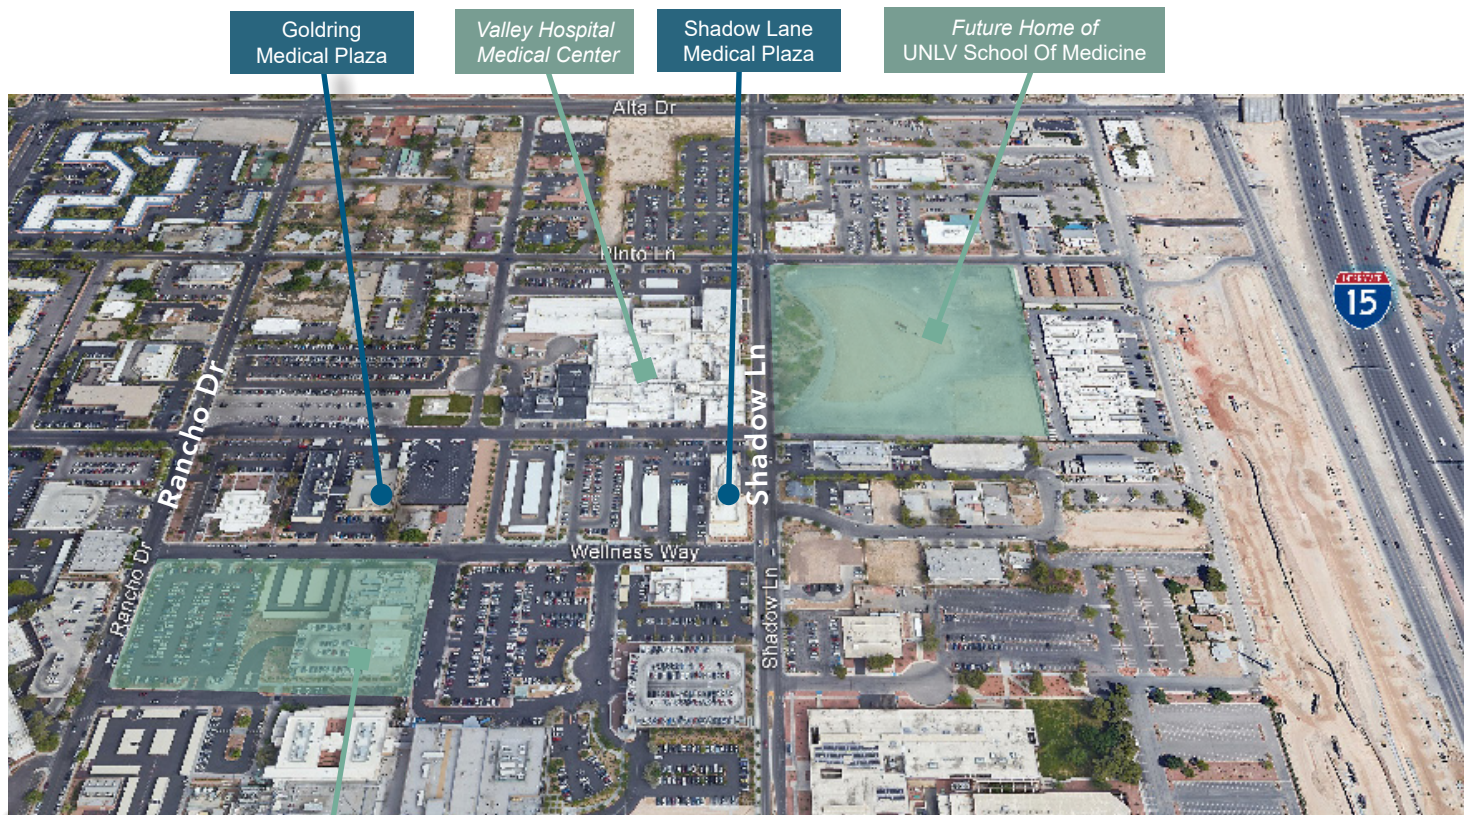 Goldring
Medical Plaza
Valley Hospital
Medical Center
Shadow Lane
Medical Plaza
Future Home of
UNLV School Of Medicine
Alta Dr
Pinto Ln
Rancho Dr
Shadow Ln
15
Wellness Way
Rancho Dr
Shadow Ln